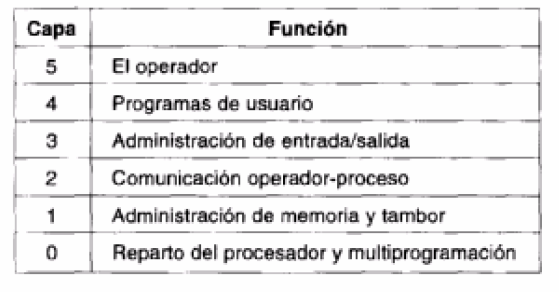 Capa Función
5 El operador
4 Programas de usuario
3 Administración de entrada/salida
2 Comunicación operador-proceso
1 Administración de memoria y tambor
0 Reparto del procesador y multiprogramación